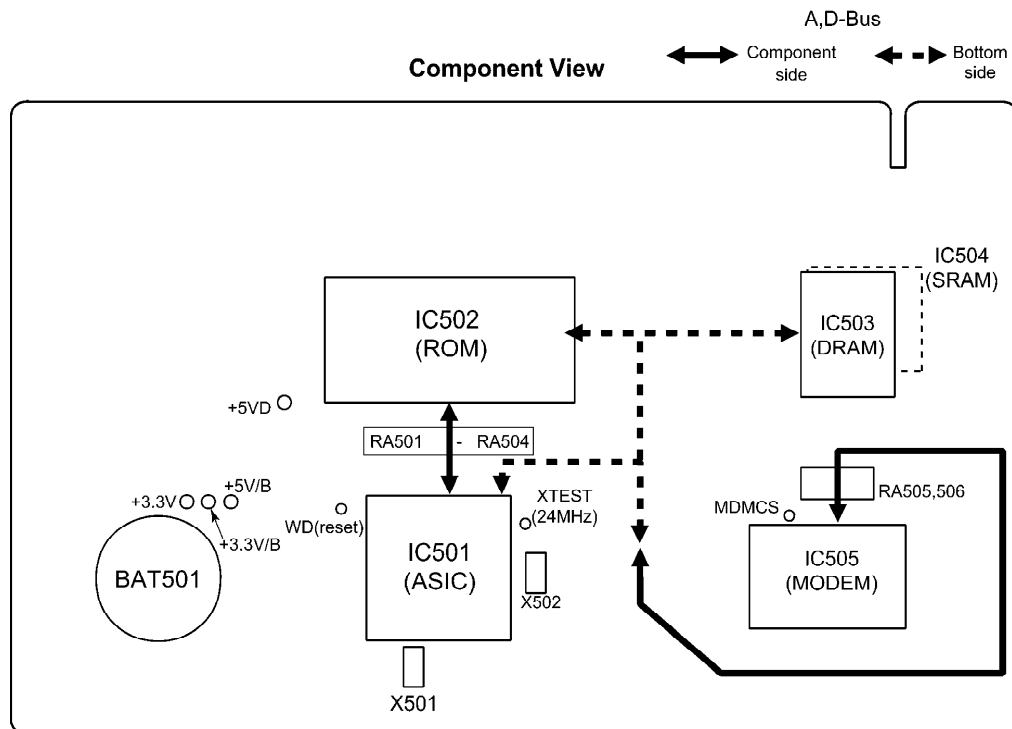 A,D-Bus
Component View
Component
side
Bottom
side
IC504
(SRAM)
IC502
(ROM)
IC503
(DRAM)
+5VD
RA501 - RA504
+5V/B
+3.3V
+3.3V/B
WD(reset)
XTEST
(24MHz)
RA505,506
MDMCS
IC501
(ASIC)
IC505
(MODEM)
BAT501
X502
X501